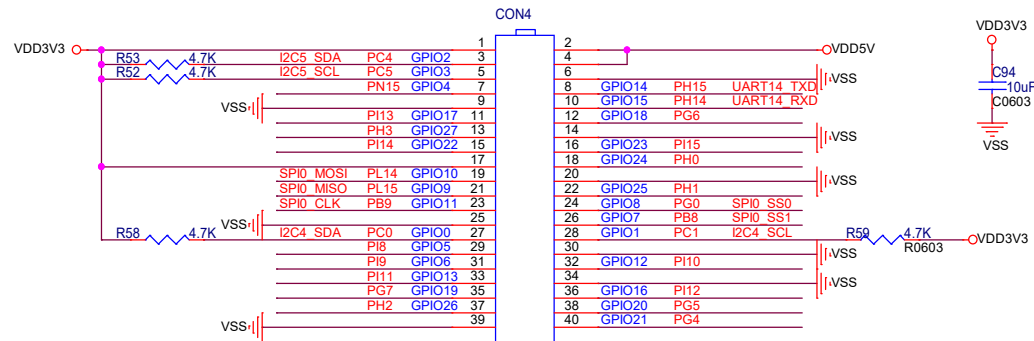 CON4
VDD3V3
1
2
VDD5V
VDD3V3
R53 4.7K I2C5_SDA PC4 GPIO2 3
4
R52 4.7K I2C5_SCL PC5 GPIO3 5
6
VSS
C94
PN15 GPIO4 7
8 GPIO14 PH15 UART14_TXD
10uF
VSS
9
10 GPIO15 PH14 UART14_RXD
C0603
PI13 GPIO17 11
12 GPIO18 PG6
PH3 GPIO27 13
14
VSS
VSS
PI14 GPIO22 15
16 GPIO23 PI15
17
18 GPIO24 PH0
SPI0_MOSI PL14 GPIO10 19
20
VSS
SPI0_MISO PL15 GPIO9 21
22 GPIO25 PH1
SPI0_CLK PB9 GPIO11 23
24 GPIO8 PG0 SPI0_SS0
VSS
25
26 GPIO7 PB8 SPI0_SS1
R58 4.7K I2C4_SDA PC0 GPIO0 27
28 GPIO1 PC1 I2C4_SCL R59 4.7K VDD3V3
R0603
PI8 GPIO5 29
30
VSS
PI9 GPIO6 31
32 GPIO12 PI10
PI11 GPIO13 33
34
VSS
PG7 GPIO19 35
36 GPIO16 PI12
PH2 GPIO26 37
38 GPIO20 PG5
VSS
39
40 GPIO21 PG4